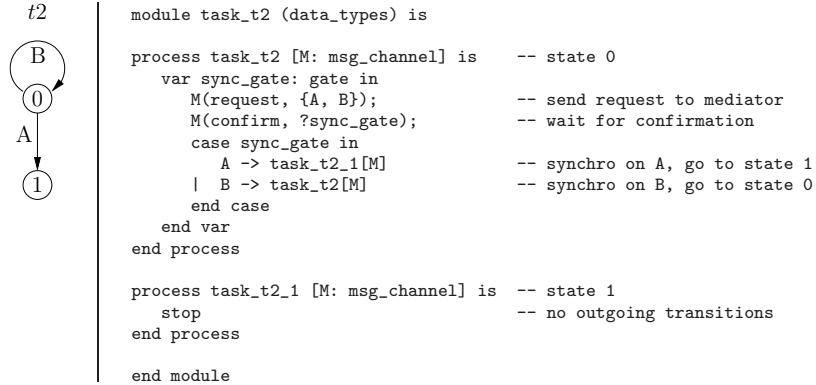 t2
B
0
A
1
module task_t2 (data_types) is
process task_t2 [M: msg_channel] is    -- state 0
   var sync_gate: gate in
      M(request, {A, B});              -- send request to mediator
      M(confirm, ?sync_gate);          -- wait for confirmation
      case sync_gate in
         A -> task_t2_1[M]             -- synchro on A, go to state 1
      |  B -> task_t2[M]               -- synchro on B, go to state 0
      end case
   end var
end process
process task_t2_1 [M: msg_channel] is  -- state 1
   stop                                -- no outgoing transitions
end process
end module